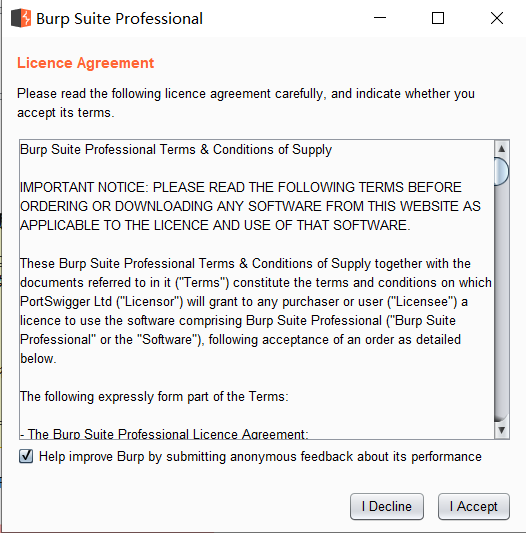 Burp Suite Professional
Licence Agreement
Please read the following licence agreement carefully, and indicate whether you
accept its terms.
Burp Suite Professional Terms & Conditions of Supply
IMPORTANT NOTICE: PLEASE READ THE FOLLOWING TERMS BEFORE
ORDERING OR DOWNLOADING ANY SOFTWARE FROM THIS WEBSITE AS
APPLICABLE TO THE LICENCE AND USE OF THAT SOFTWARE.
These Burp Suite Professional Terms & Conditions of Supply together with the
documents referred to in it ("Terms") constitute the terms and conditions on which
PortSwigger Ltd ("Licensor") will grant to any purchaser or user ("Licensee") a
licence to use the software comprising Burp Suite Professional ("Burp Suite
Professional" or the "Software"), following acceptance of an order as detailed
below.
The following expressly form part of the Terms:
- The Burp Suite Professional Licence Agreement;
Help improve Burp by submitting anonymous feedback about its performance
I Decline
I Accept